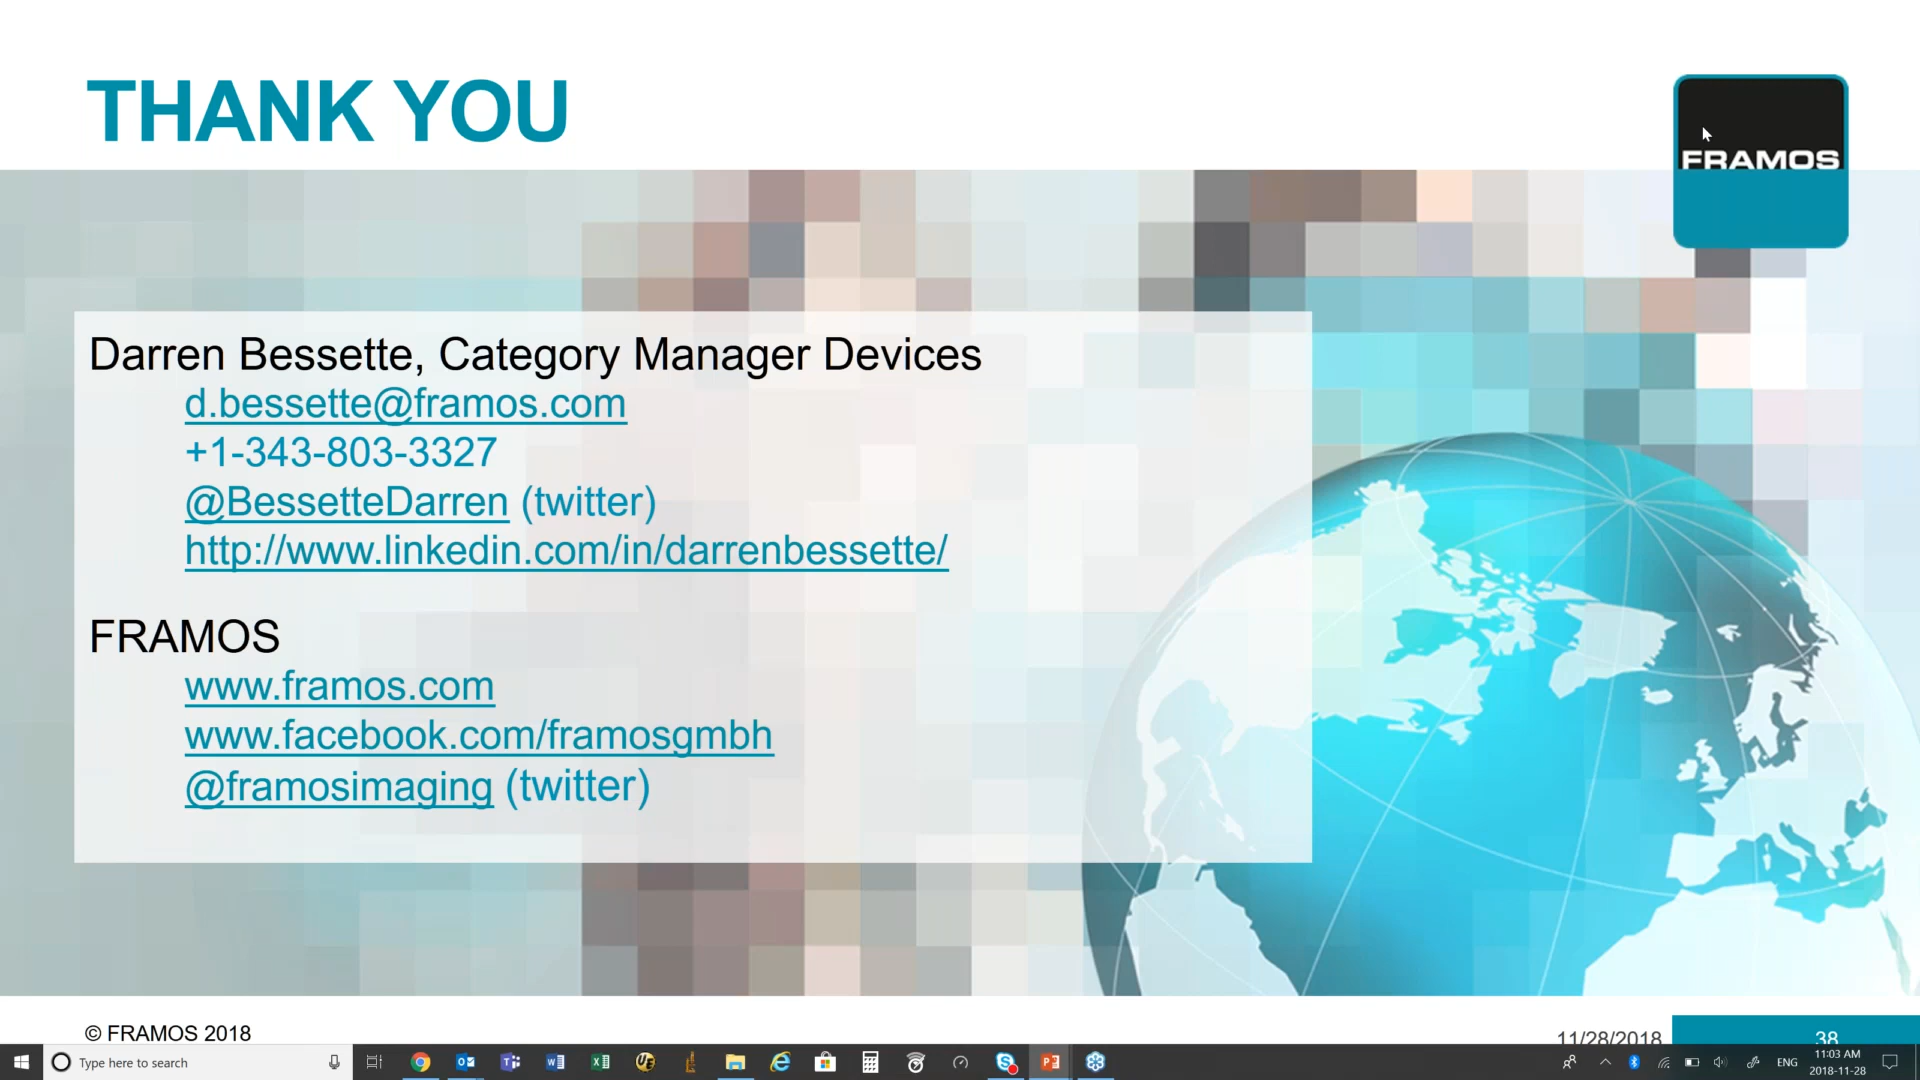 THANK YOU
FRAMOS
Darren Bessette, Category Manager Devices
d.bessette@framos.com
+1-343-803-3327
@BessetteDarren (twitter)
http://www.linkedin.com/in/darrenbessette/
FRAMOS
www.framos.com
www.facebook.com/framosgmbh
@framosimaging (twitter)
© FRAMOS 2018
11/28/2018
38
Type here to search
ENG
11:03 AM
2018-11-28